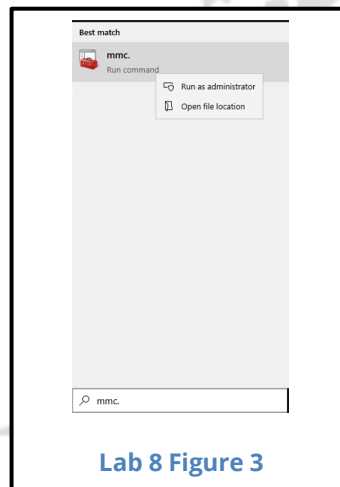 Best match
mmc.
Run command
Run as administrator
Open file location
mmc.
Lab 8 Figure 3